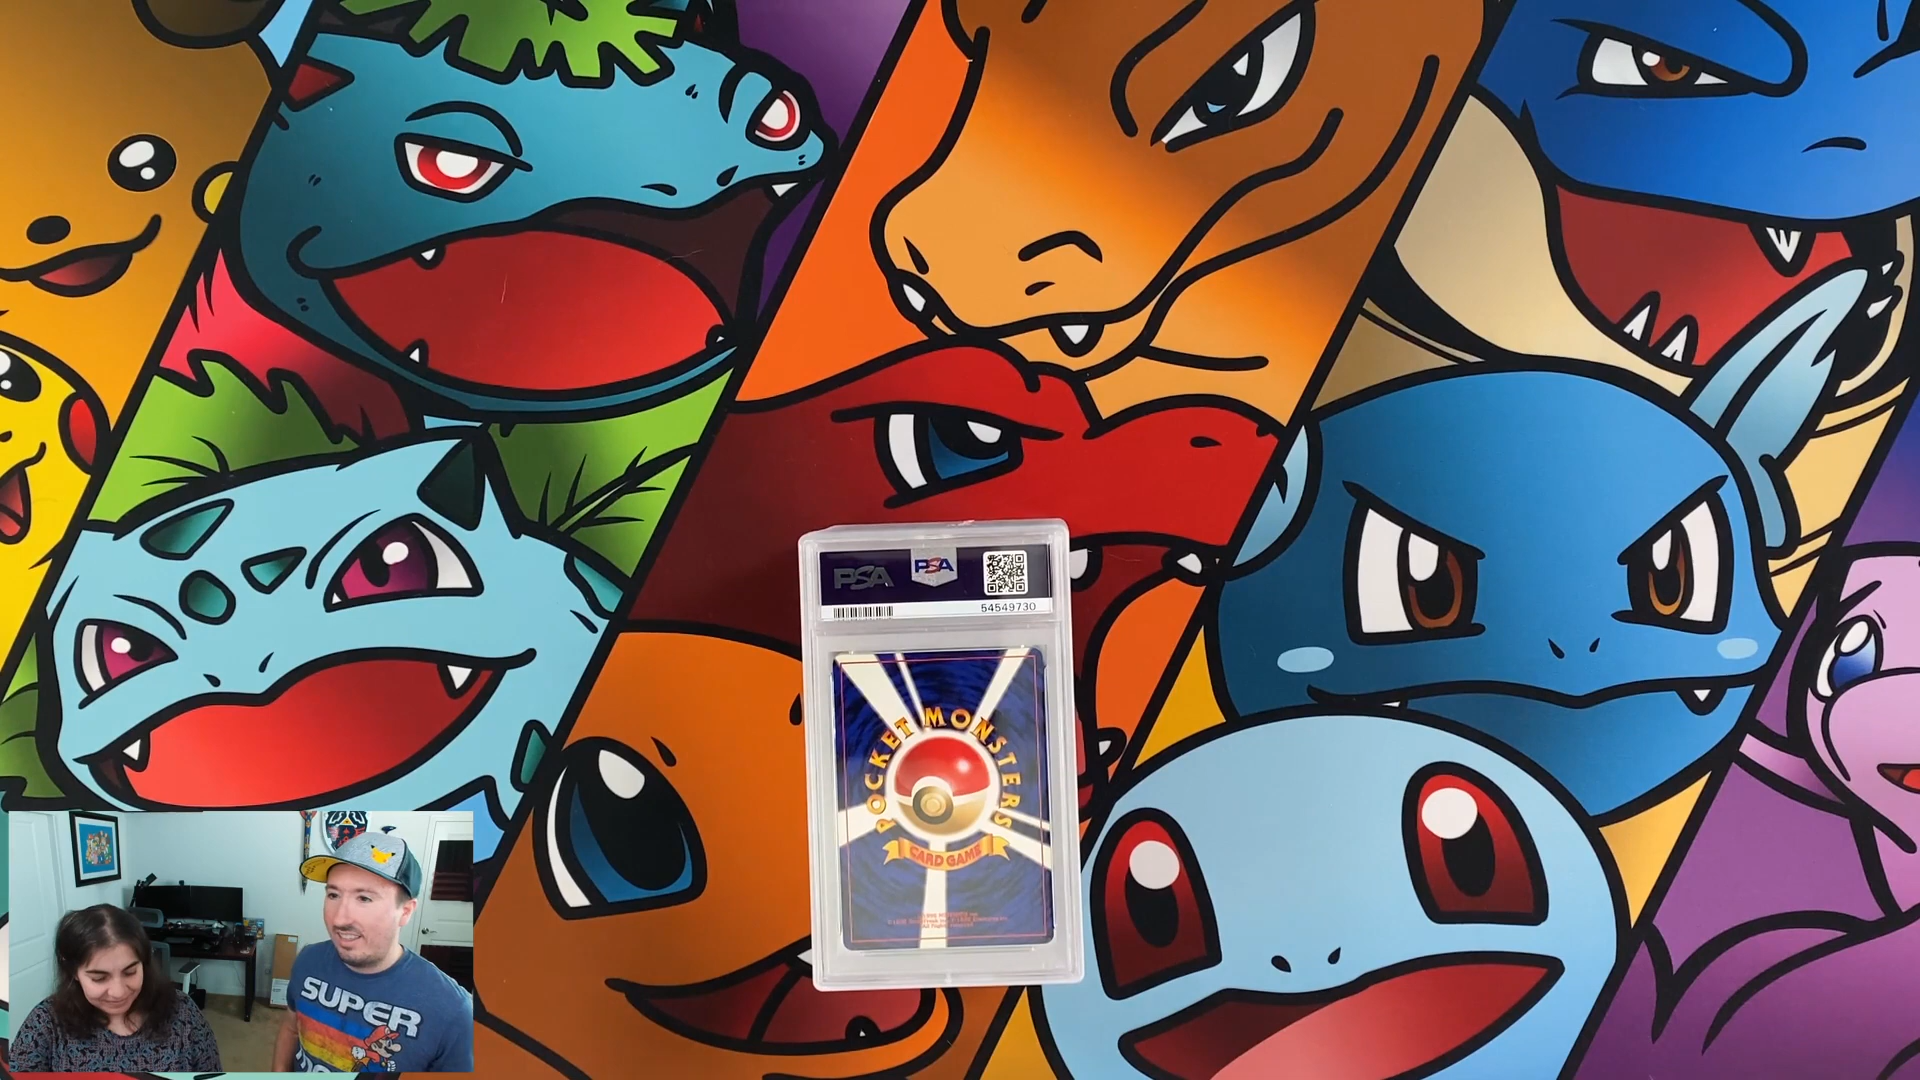 PSA
PSA
54549730
POCKET MONSTERS
CARD GAME
SUPER